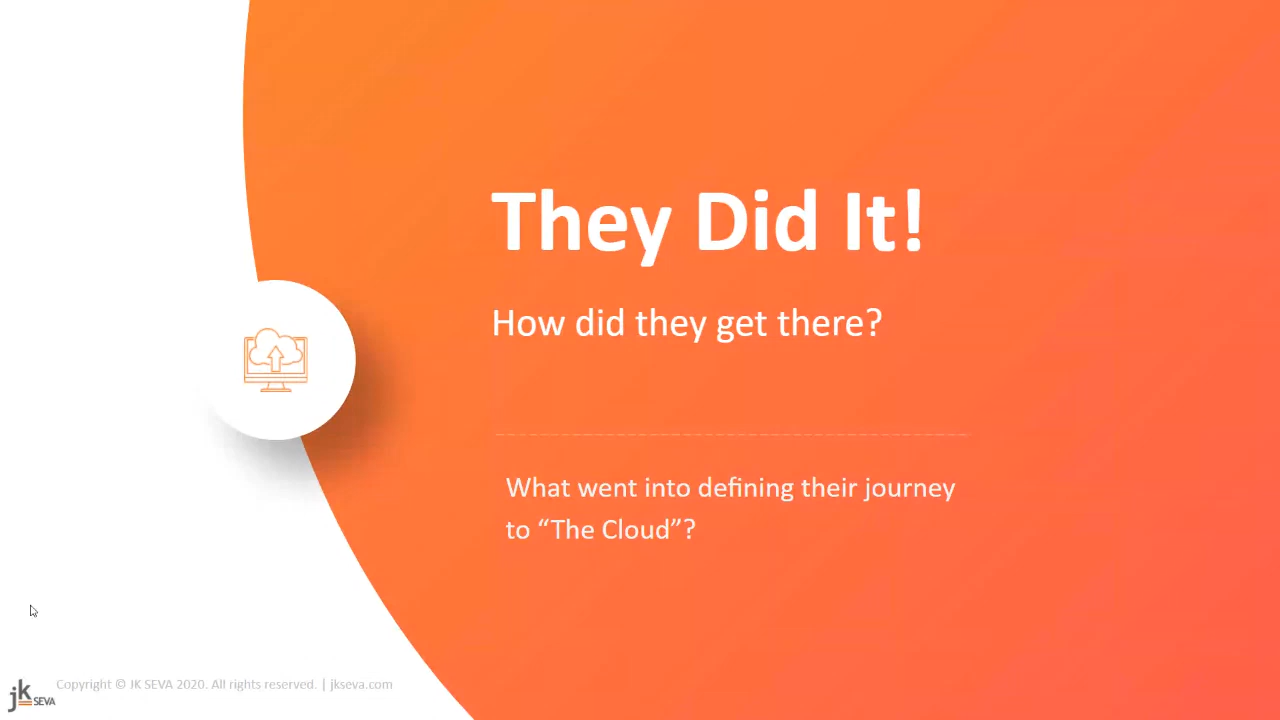 They Did It!
How did they get there?
What went into defining their journey
to “The Cloud”?
jk SEVA
Copyright © JK SEVA 2020. All rights reserved. | jkseva.com